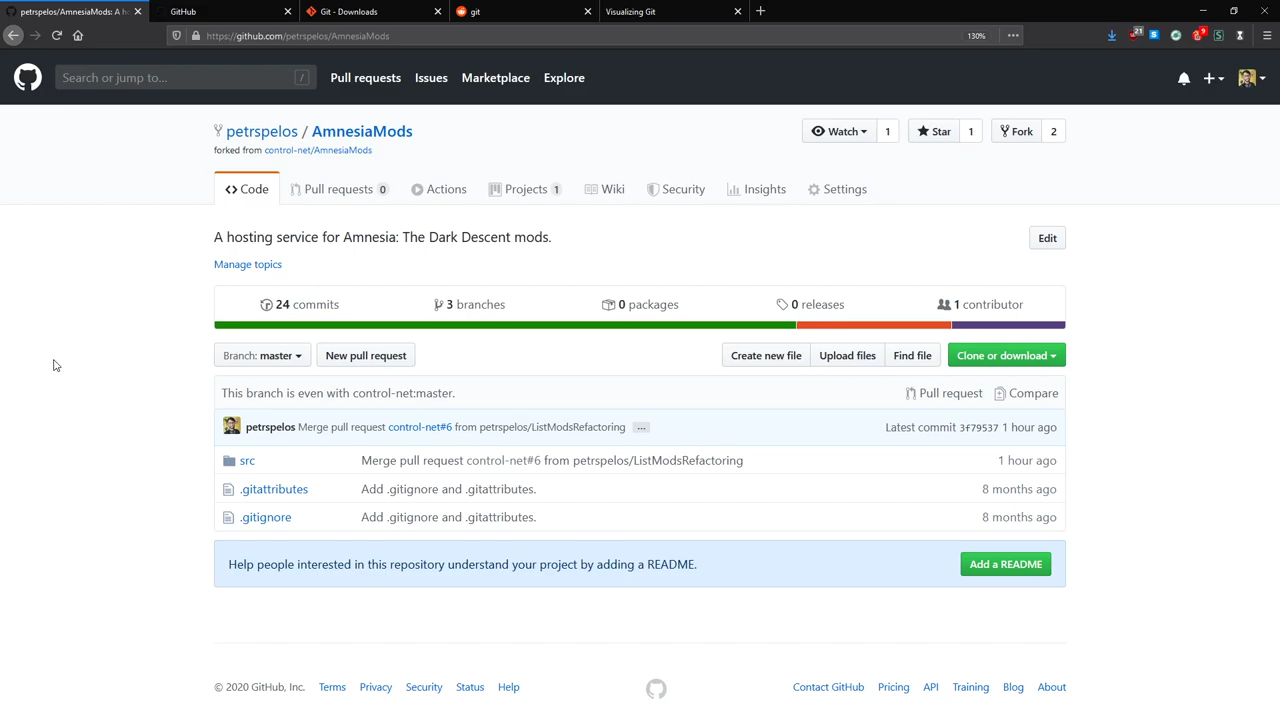 petrspelos/AmnesiaMods: A h
GitHub
Git - Downloads
git
Visualizing Git
https://github.com/petrspelos/AmnesiaMods
130%
21
9
Search or jump to...
/
Pull requests
Issues
Marketplace
Explore
petrspelos / AmnesiaMods
forked from control-net/AmnesiaMods
Watch 1
Star 1
Fork 2
Code
Pull requests 0
Actions
Projects 1
Wiki
Security
Insights
Settings
A hosting service for Amnesia: The Dark Descent mods.
Edit
Manage topics
24 commits
3 branches
0 packages
0 releases
1 contributor
Branch: master
New pull request
Create new file
Upload files
Find file
Clone or download
This branch is even with control-net:master.
Pull request
Compare
petrspelos Merge pull request control-net#6 from petrspelos/ListModsRefactoring ...
Latest commit 3f79537 1 hour ago
src
Merge pull request control-net#6 from petrspelos/ListModsRefactoring
1 hour ago
.gitattributes
Add .gitignore and .gitattributes.
8 months ago
.gitignore
Add .gitignore and .gitattributes.
8 months ago
Help people interested in this repository understand your project by adding a README.
Add a README
© 2020 GitHub, Inc.
Terms
Privacy
Security
Status
Help
Contact GitHub
Pricing
API
Training
Blog
About